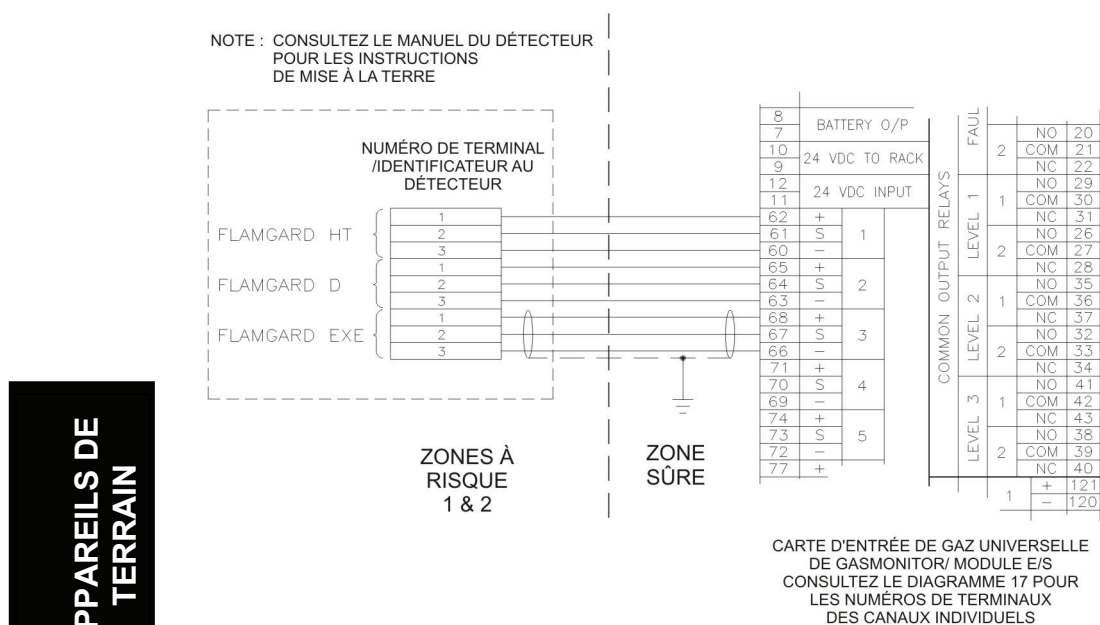 NOTE : CONSULTEZ LE MANUEL DU DÉTECTEUR
POUR LES INSTRUCTIONS
DE MISE À LA TERRE
NUMÉRO DE TERMINAL
/IDENTIFICATEUR AU
DÉTECTEUR
FLAMGARD HT
1
2
3
FLAMGARD D
1
2
3
FLAMGARD EXE
1
2
3
ZONES À
RISQUE
1 & 2
ZONE
SÛRE
8
7
BATTERY O/P
10
9
24 VDC TO RACK
12
11
24 VDC INPUT
62 +
61 S 1
60 −
65 +
64 S 2
63 −
68 +
67 S 3
66 −
71 +
70 S 4
69 −
74 +
73 S 5
72 −
77 +
COMMON OUTPUT RELAYS
FAUL
2
NO 20
COM 21
NC 22
LEVEL 1
1
NO 29
COM 30
NC 31
2
NO 26
COM 27
NC 28
LEVEL 2
1
NO 35
COM 36
NC 37
2
NO 32
COM 33
NC 34
LEVEL 3
1
NO 41
COM 42
NC 43
2
NO 38
COM 39
NC 40
1
+ 121
− 120
CARTE D'ENTRÉE DE GAZ UNIVERSELLE
DE GASMONITOR/ MODULE E/S
CONSULTEZ LE DIAGRAMME 17 POUR
LES NUMÉROS DE TERMINAUX
DES CANAUX INDIVIDUELS
PPAREILS DE
TERRAIN